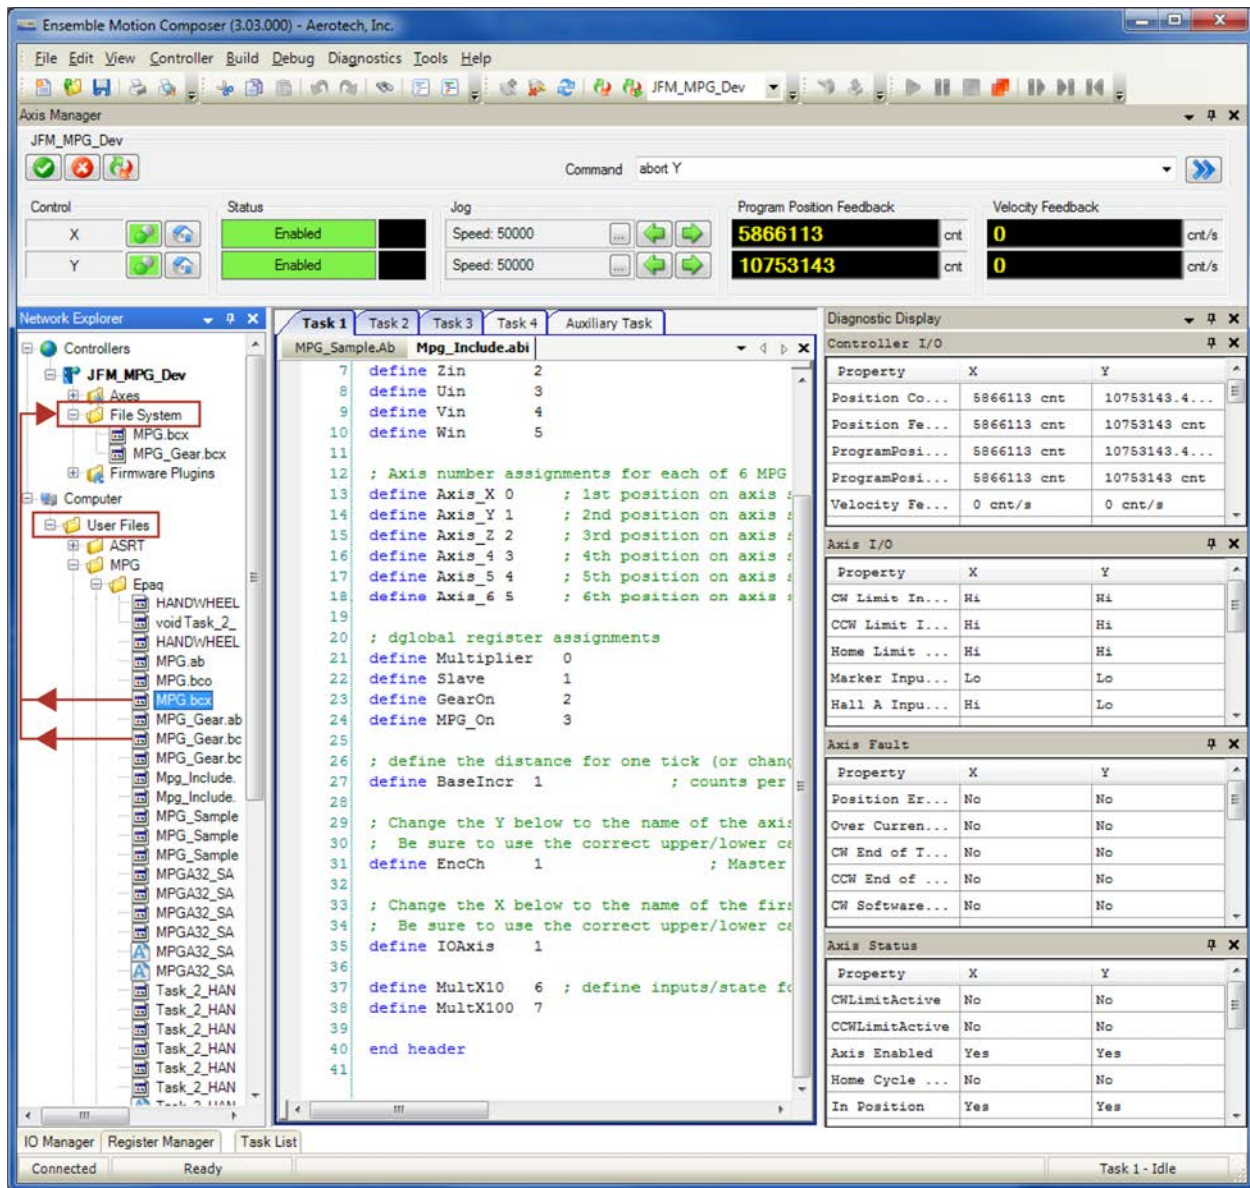 Ensemble Motion Composer (3.03.000) - Aerotech, Inc.
File Edit View Controller Build Debug Diagnostics Tools Help
JFM_MPG_Dev
Axis Manager
JFM_MPG_Dev
Command abort Y
Control Status Jog Program Position Feedback Velocity Feedback
X Enabled Speed: 50000 ... 5866113 cnt 0 cnt/s
Y Enabled Speed: 50000 ... 10753143 cnt 0 cnt/s
Network Explorer
Controllers
JFM_MPG_Dev
Axes
File System
MPG.bcx
MPG_Gear.bcx
Firmware Plugins
Computer
User Files
ASRT
MPG
Epaq
HANDWHEEL
void Task_2_
HANDWHEEL
MPG.ab
MPG.bco
MPG.bcx
MPG_Gear.ab
MPG_Gear.bc
MPG_Gear.bc
Mpg_Include.
Mpg_Include.
MPG_Sample
MPG_Sample
MPG_Sample
MPGA32_SA
MPGA32_SA
MPGA32_SA
MPGA32_SA
MPGA32_SA
MPGA32_SA
Task_2_HAN
Task_2_HAN
Task_2_HAN
Task_2_HAN
Task_2_HAN
Task_2_HAN
Task 1 Task 2 Task 3 Task 4 Auxiliary Task
MPG_Sample.Ab Mpg_Include.abi
7 define Zin 2
8 define Uin 3
9 define Vin 4
10 define Win 5
11
12 ; Axis number assignments for each of 6 MPG
13 define Axis_X 0 ; 1st position on axis s
14 define Axis_Y 1 ; 2nd position on axis s
15 define Axis_Z 2 ; 3rd position on axis s
16 define Axis_4 3 ; 4th position on axis s
17 define Axis_5 4 ; 5th position on axis s
18 define Axis_6 5 ; 6th position on axis s
19
20 ; dglobal register assignments
21 define Multiplier 0
22 define Slave 1
23 define GearOn 2
24 define MPG_On 3
25
26 ; define the distance for one tick (or chang
27 define BaseIncr 1 ; counts per
28
29 ; Change the Y below to the name of the axis
30 ; Be sure to use the correct upper/lower ca
31 define EncCh 1 ; Master
32
33 ; Change the X below to the name of the firs
34 ; Be sure to use the correct upper/lower ca
35 define IOAxis 1
36
37 define MultX10 6 ; define inputs/state fo
38 define MultX100 7
39
40 end header
41
Diagnostic Display
Controller I/O
Property X Y
Position Co... 5866113 cnt 10753143.4...
Position Fe... 5866113 cnt 10753143 cnt
ProgramPosi... 5866113 cnt 10753143.4...
ProgramPosi... 5866113 cnt 10753143 cnt
Velocity Fe... 0 cnt/s 0 cnt/s
Axis I/O
Property X Y
CW Limit In... Hi Hi
CCW Limit I... Hi Hi
Home Limit ... Hi Hi
Marker Inpu... Lo Lo
Hall A Inpu... Hi Lo
Axis Fault
Property X Y
Position Er... No No
Over Curren... No No
CW End of T... No No
CCW End of ... No No
CW Software... No No
Axis Status
Property X Y
CWLimitActive No No
CCWLimitActive No No
Axis Enabled Yes Yes
Home Cycle ... No No
In Position Yes Yes
IO Manager Register Manager Task List
Connected Ready Task 1 - Idle